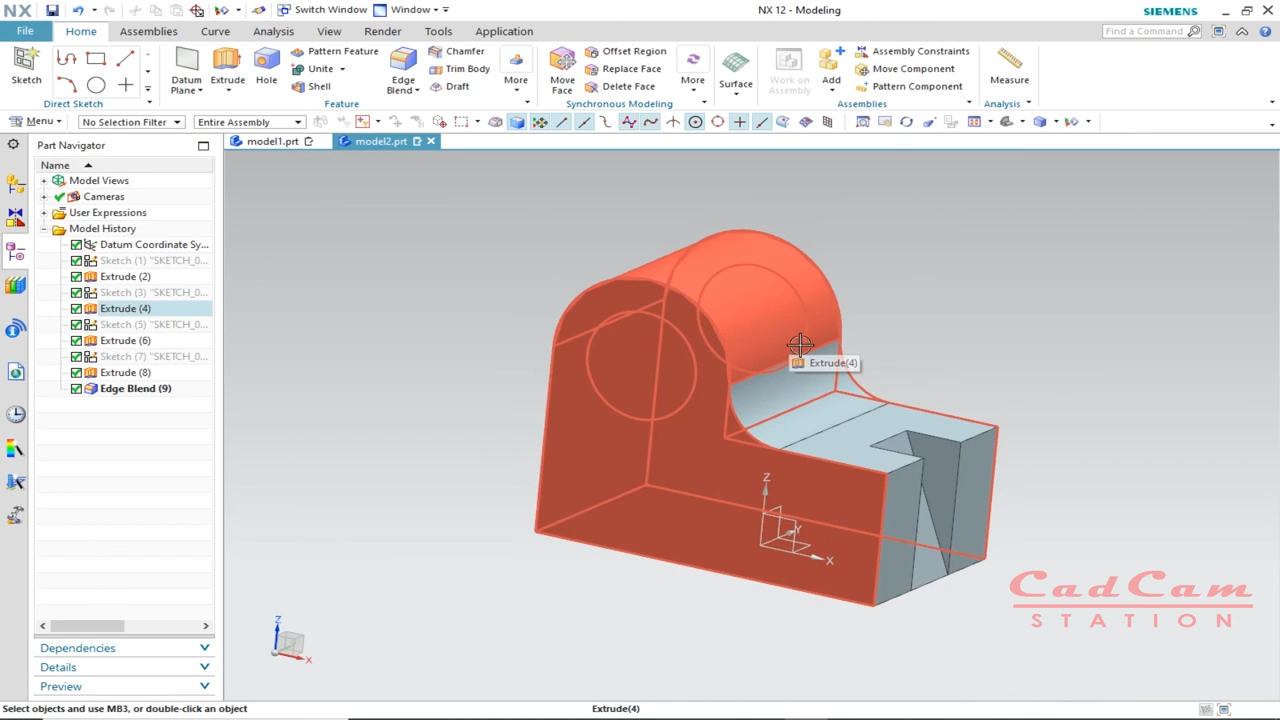 NX Switch Window Window NX 12 - Modeling SIEMENS
File Home Assemblies Curve Analysis View Render Tools Application Find a Command
Sketch
Direct Sketch
Datum Plane Extrude Hole Pattern Feature Unite Shell Edge Blend Chamfer Trim Body Draft More
Feature
Move Face Offset Region Replace Face Delete Face More
Synchronous Modeling
Surface
Work on Assembly Add Assembly Constraints Move Component Pattern Component
Assemblies
Measure
Analysis
Menu No Selection Filter Entire Assembly
Part Navigator
model1.prt model2.prt
Name
Model Views
Cameras
User Expressions
Model History
Datum Coordinate Sy...
Sketch (1) "SKETCH_0...
Extrude (2)
Sketch (3) "SKETCH_0...
Extrude (4)
Sketch (5) "SKETCH_0...
Extrude (6)
Sketch (7) "SKETCH_0...
Extrude (8)
Edge Blend (9)
Extrude(4)
Z
Y
X
Z
X
CadCam
STATION
Dependencies
Details
Preview
Select objects and use MB3, or double-click an object Extrude(4)